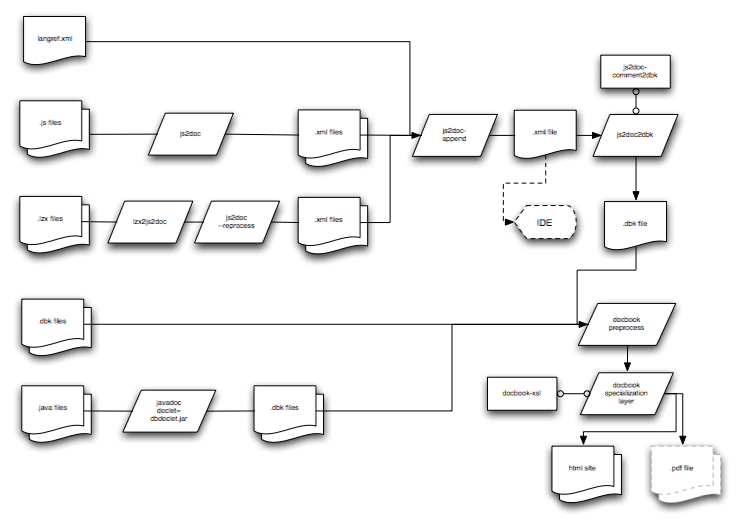 langref.xml
js2doc-
comment2dbk
.js files
js2doc
.xml files
js2doc-
append
.xml file
js2doc2dbk
.lzx files
lzx2js2doc
js2doc
--reprocess
.xml files
IDE
.dbk file
.dbk files
docbook
preprocess
.java files
javadoc
doclet=
dbdoclet.jar
.dbk files
docbook-xsl
docbook
specialization
layer
html site
.pdf file